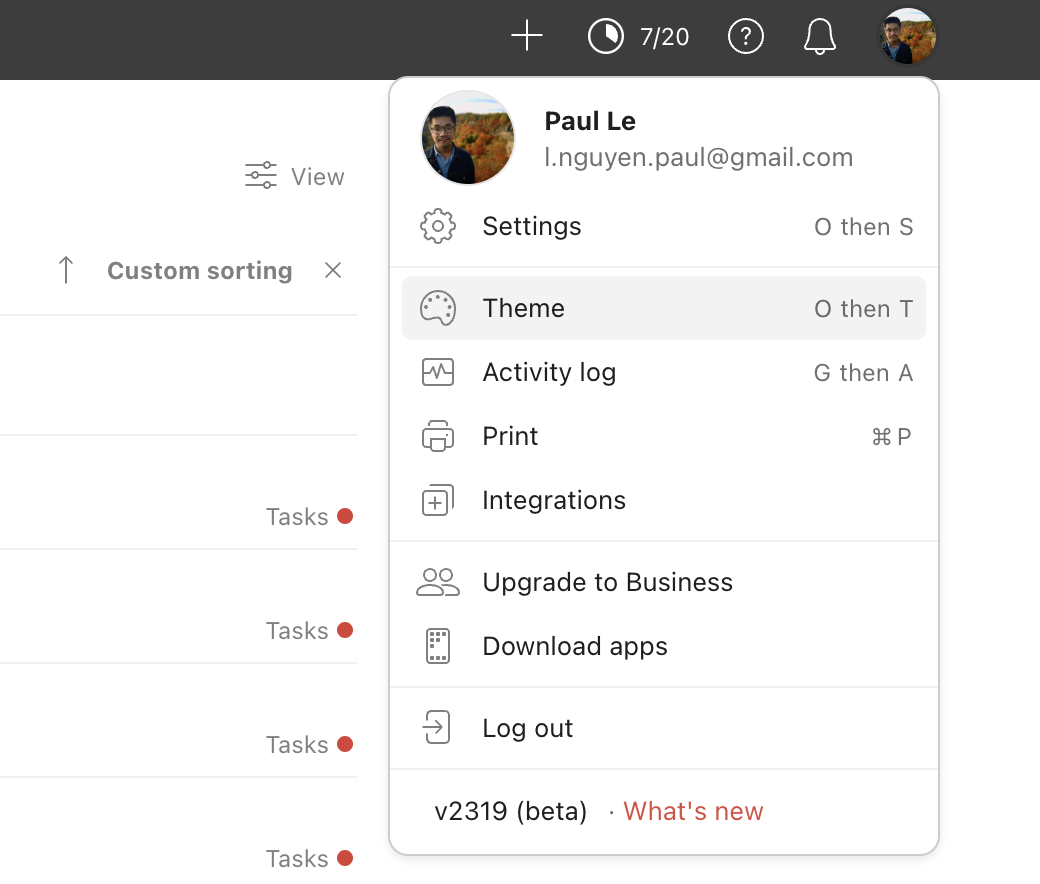 7/20
?
Paul Le
l.nguyen.paul@gmail.com
View
Settings O then S
Custom sorting
Theme O then T
Activity log G then A
Print ⌘ P
Integrations
Tasks
Upgrade to Business
Tasks
Download apps
Tasks
Log out
v2319 (beta) · What's new
Tasks